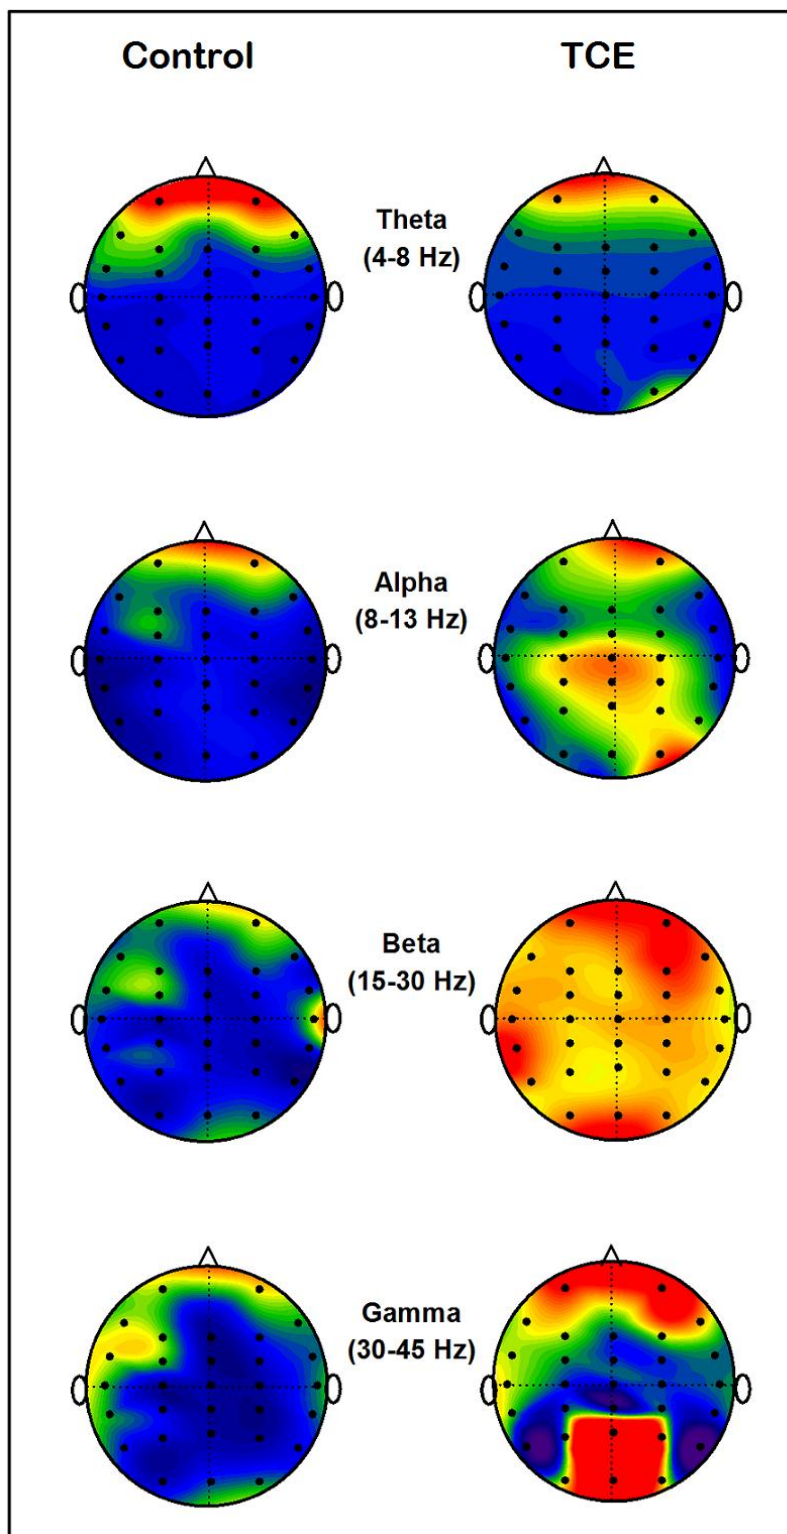 Control TCE
Theta
(4-8 Hz)
Alpha
(8-13 Hz)
Beta
(15-30 Hz)
Gamma
(30-45 Hz)